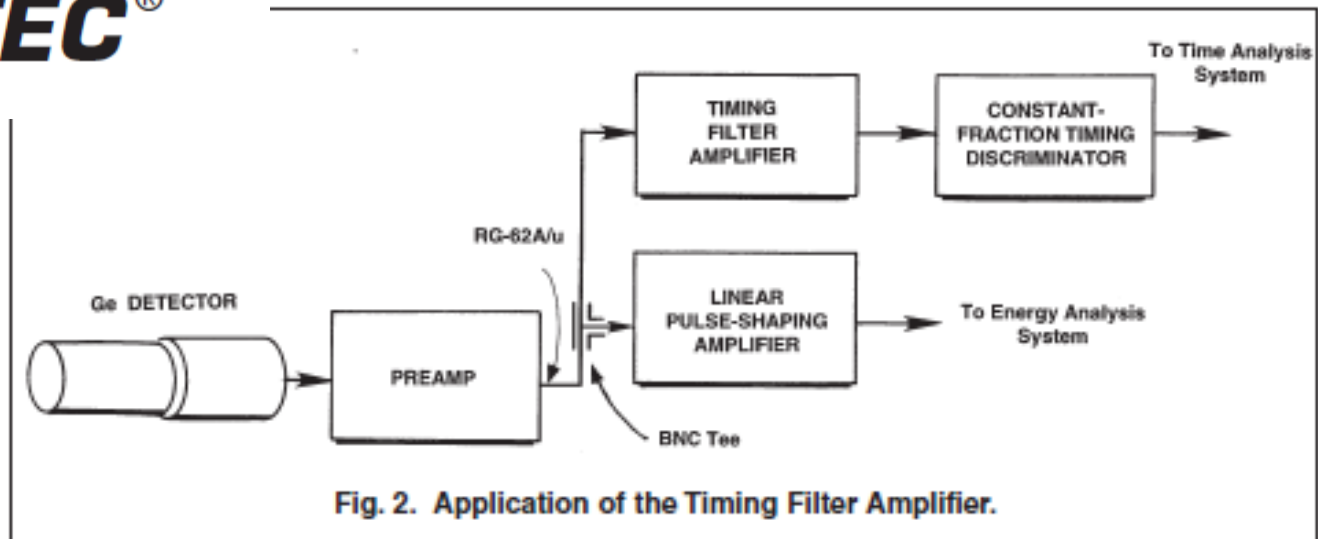 EC®
To Time Analysis
System
TIMING
FILTER
AMPLIFIER
CONSTANT-
FRACTION TIMING
DISCRIMINATOR
RG-62A/u
Ge DETECTOR
PREAMP
LINEAR
PULSE-SHAPING
AMPLIFIER
To Energy Analysis
System
BNC Tee
Fig. 2. Application of the Timing Filter Amplifier.